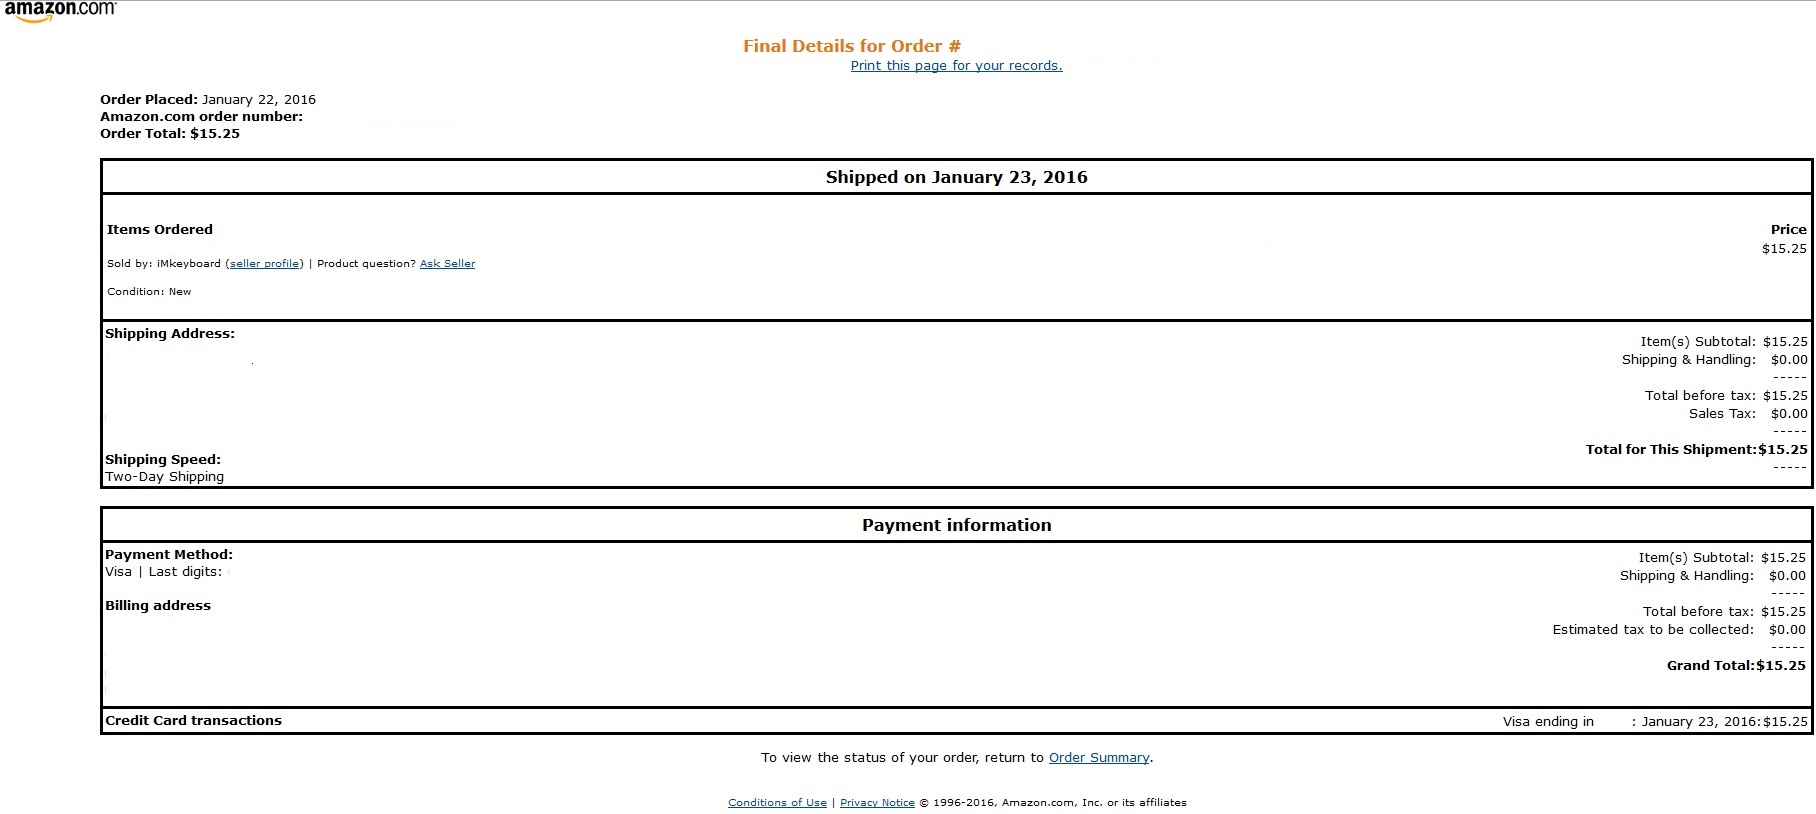 amazon.com
Final Details for Order #
Print this page for your records.
Order Placed: January 22, 2016
Amazon.com order number:
Order Total: $15.25
Shipped on January 23, 2016
Items Ordered Price
$15.25
Sold by: iMkeyboard (seller profile) | Product question? Ask Seller
Condition: New
Shipping Address:
Item(s) Subtotal: $15.25
Shipping & Handling: $0.00
-----
Total before tax: $15.25
Sales Tax: $0.00
-----
Total for This Shipment:$15.25
-----
Shipping Speed:
Two-Day Shipping
Payment information
Payment Method:
Visa | Last digits:
Billing address
Item(s) Subtotal: $15.25
Shipping & Handling: $0.00
-----
Total before tax: $15.25
Estimated tax to be collected: $0.00
-----
Grand Total:$15.25
Credit Card transactions Visa ending in : January 23, 2016:$15.25
To view the status of your order, return to Order Summary.
Conditions of Use | Privacy Notice © 1996-2016, Amazon.com, Inc. or its affiliates